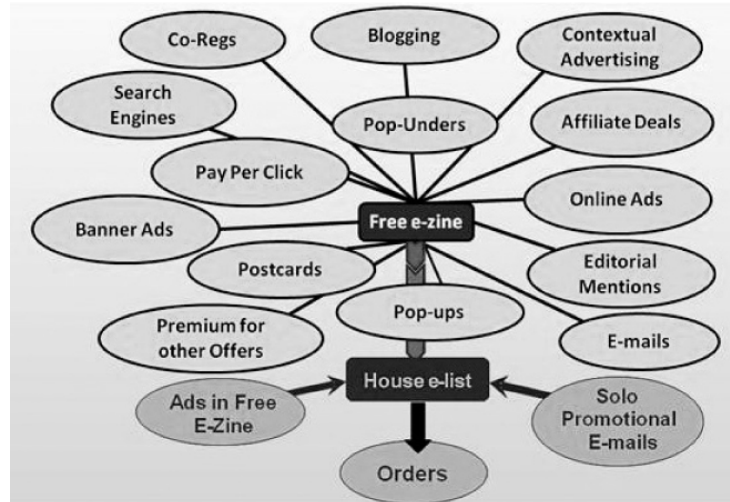 Co-Regs
Blogging
Contextual
Advertising
Search
Engines
Pop-Unders
Affiliate Deals
Pay Per Click
Online Ads
Banner Ads
Free e-zine
Postcards
Editorial
Mentions
Pop-ups
Premium for
other Offers
E-mails
House e-list
Ads in Free
E-Zine
Solo
Promotional
E-mails
Orders